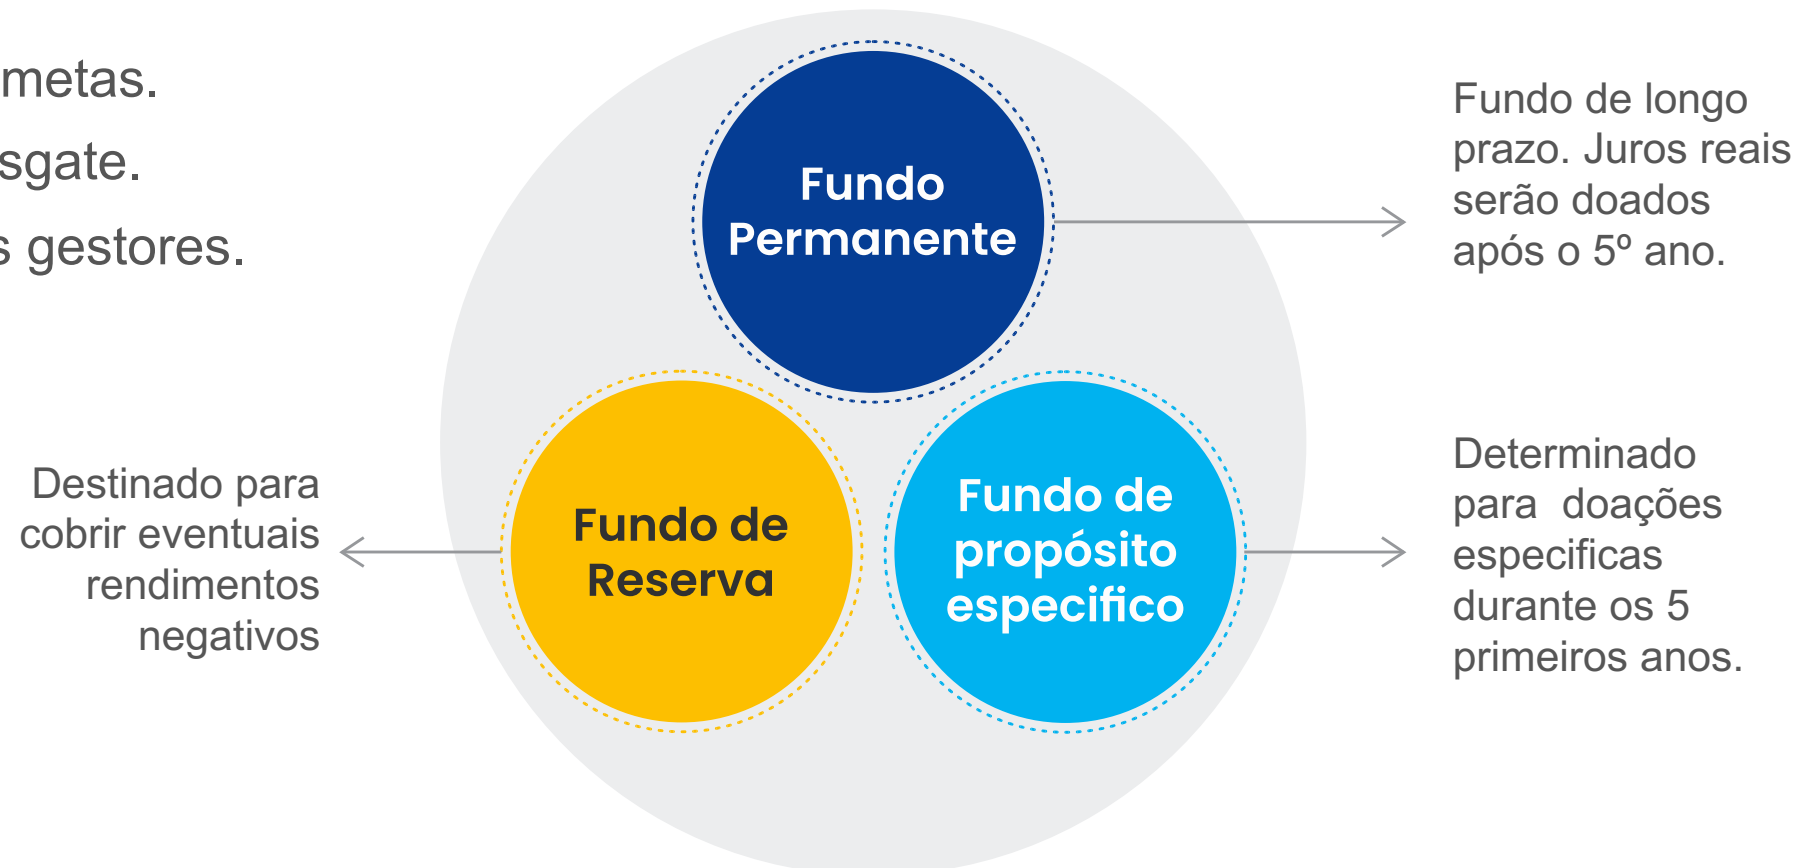 metas.
sgate.
s gestores.
Fundo
Permanente
Fundo de longo
prazo. Juros reais
serão doados
após o 5º ano.
Destinado para
cobrir eventuais
rendimentos
negativos
Fundo de
Reserva
Fundo de
propósito
especifico
Determinado
para  doações
especificas
durante os 5
primeiros anos.